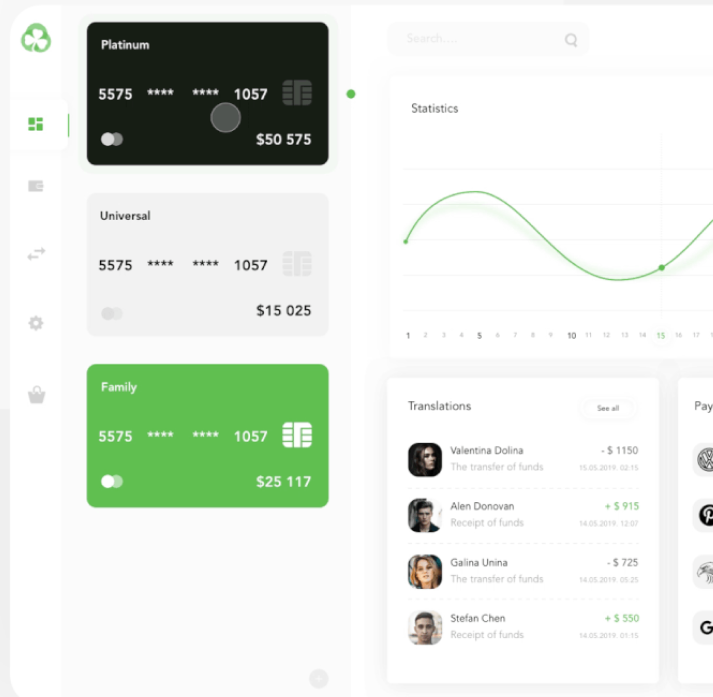 Platinum
5575 **** **** 1057
$50 575
Universal
5575 **** **** 1057
$15 025
Family
5575 **** **** 1057
$25 117
Search....
Statistics
1 2 3 4 5 6 7 8 9 10 11 12 13 14 15 16 17
Translations
See all
Valentina Dolina - $ 1150
The transfer of funds 15.05.2019. 02:15
Alen Donovan + $ 915
Receipt of funds 14.05.2019. 12:07
Galina Unina - $ 725
The transfer of funds 14.05.2019. 05:25
Stefan Chen + $ 550
Receipt of funds 14.05.2019. 01:15
Pay